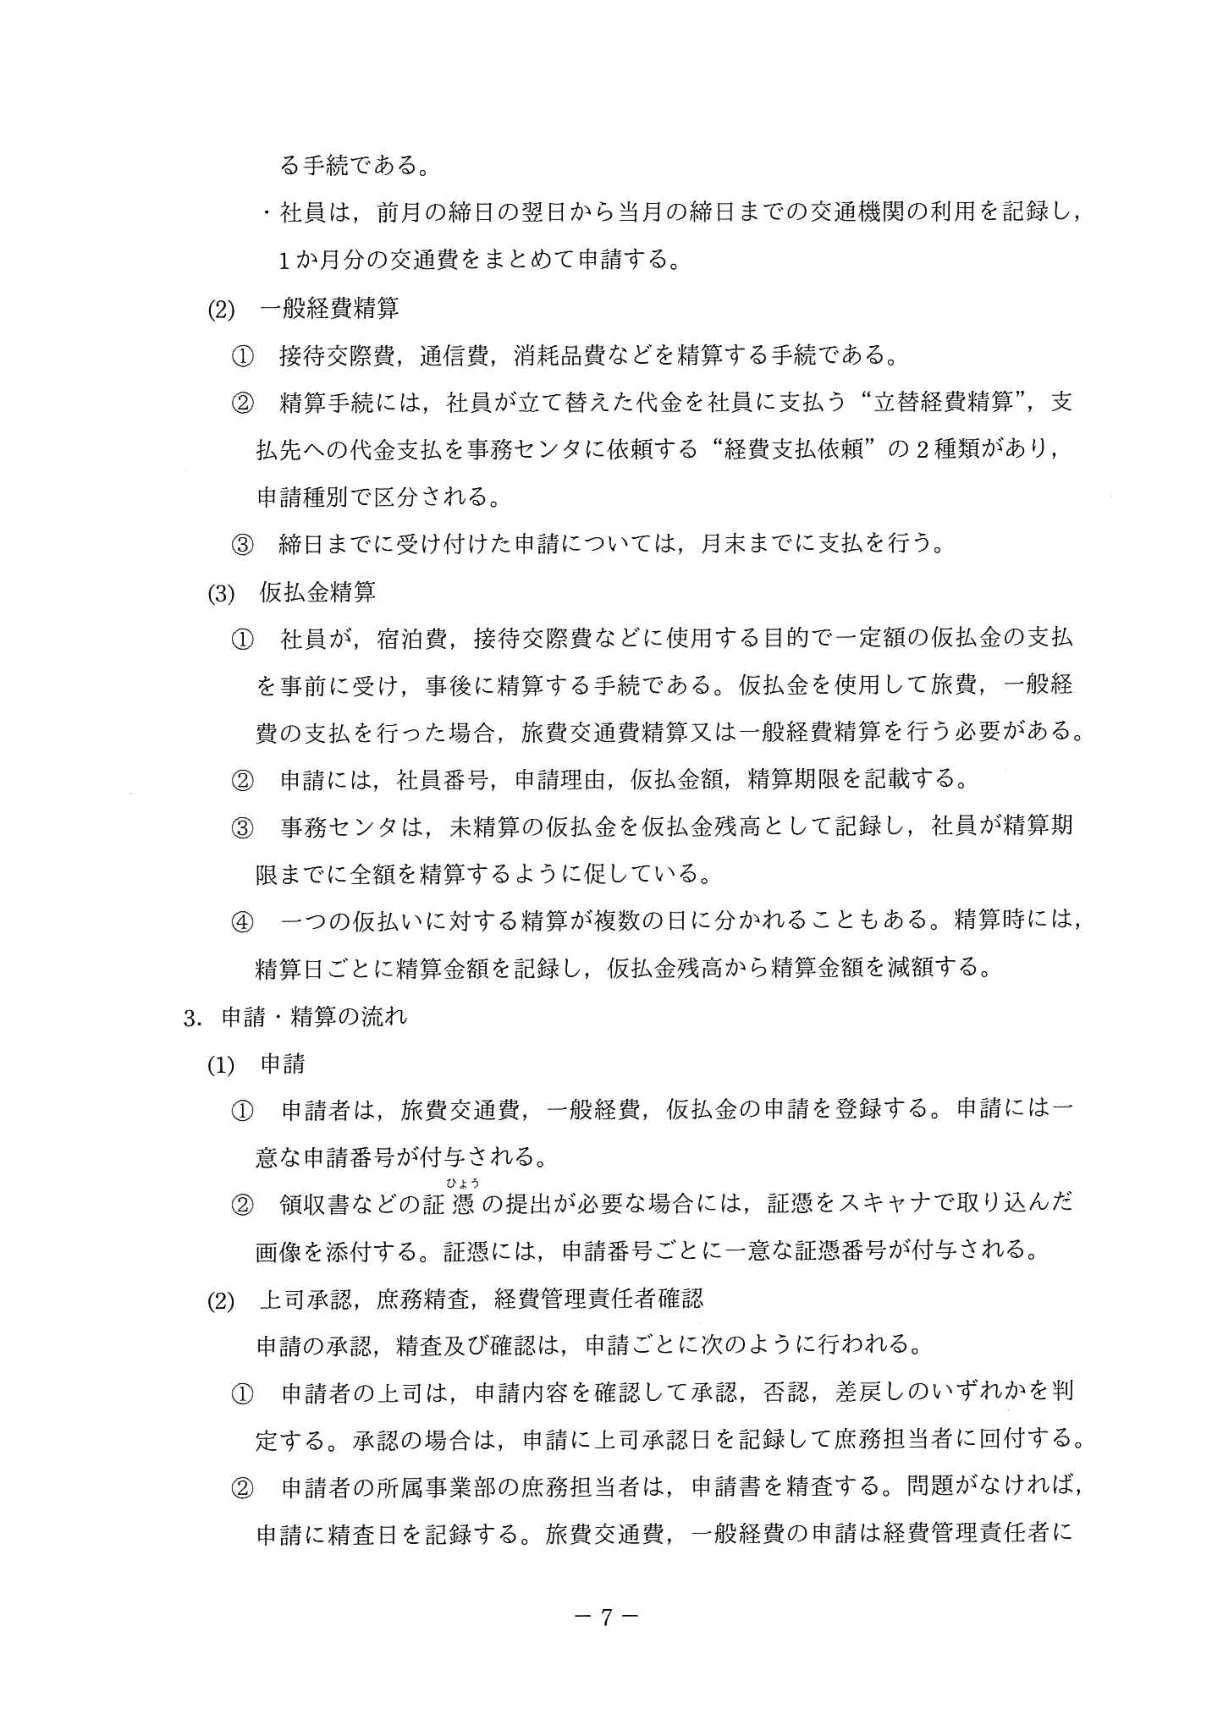 る手続である。
・社員は，前月の締日の翌日から当月の締日までの交通機関の利用を記録し，
1か月分の交通費をまとめて申請する。
(2) 一般経費精算
① 接待交際費，通信費，消耗品費などを精算する手続である。
② 精算手続には，社員が立て替えた代金を社員に支払う“立替経費精算”，支
払先への代金支払を事務センタに依頼する“経費支払依頼”の2種類があり，
申請種別で区分される。
③ 締日までに受け付けた申請については，月末までに支払を行う。
(3) 仮払金精算
① 社員が，宿泊費，接待交際費などに使用する目的で一定額の仮払金の支払
を事前に受け，事後に精算する手続である。仮払金を使用して旅費，一般経
費の支払を行った場合，旅費交通費精算又は一般経費精算を行う必要がある。
② 申請には，社員番号，申請理由，仮払金額，精算期限を記載する。
③ 事務センタは，未精算の仮払金を仮払金残高として記録し，社員が精算期
限までに全額を精算するように促している。
④ 一つの仮払いに対する精算が複数の日に分かれることもある。精算時には，
精算日ごとに精算金額を記録し，仮払金残高から精算金額を減額する。
3．申請・精算の流れ
(1) 申請
① 申請者は，旅費交通費，一般経費，仮払金の申請を登録する。申請には一
意な申請番号が付与される。
ひょう
② 領収書などの証憑の提出が必要な場合には，証憑をスキャナで取り込んだ
画像を添付する。証憑には，申請番号ごとに一意な証憑番号が付与される。
(2) 上司承認，庶務精査，経費管理責任者確認
申請の承認，精査及び確認は，申請ごとに次のように行われる。
① 申請者の上司は，申請内容を確認して承認，否認，差戻しのいずれかを判
定する。承認の場合は，申請に上司承認日を記録して庶務担当者に回付する。
② 申請者の所属事業部の庶務担当者は，申請書を精査する。問題がなければ，
申請に精査日を記録する。旅費交通費，一般経費の申請は経費管理責任者に
－ 7 －